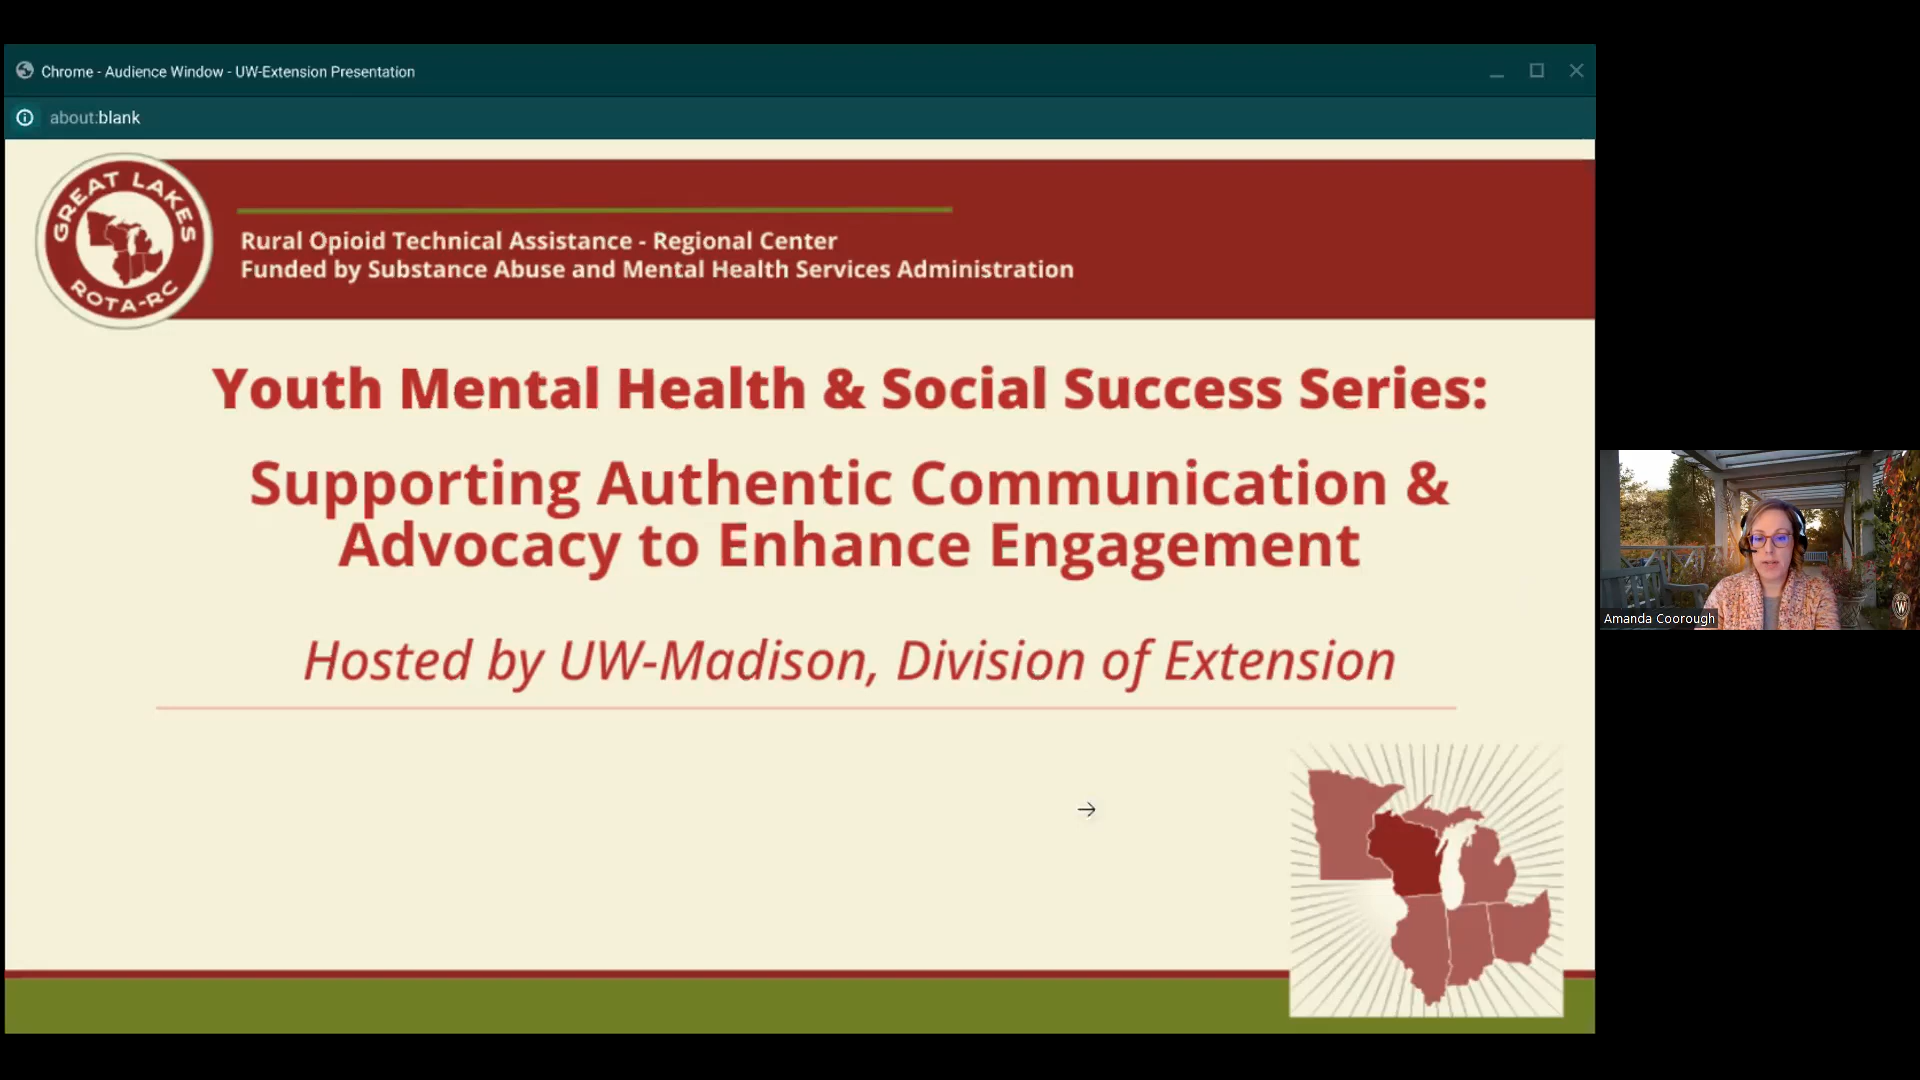 Chrome - Audience Window - UW-Extension Presentation
about:blank
GREAT LAKES
ROTA-RC
Rural Opioid Technical Assistance - Regional Center
Funded by Substance Abuse and Mental Health Services Administration
Youth Mental Health & Social Success Series:
Supporting Authentic Communication &
Advocacy to Enhance Engagement
Hosted by UW-Madison, Division of Extension
Amanda Coorough
W